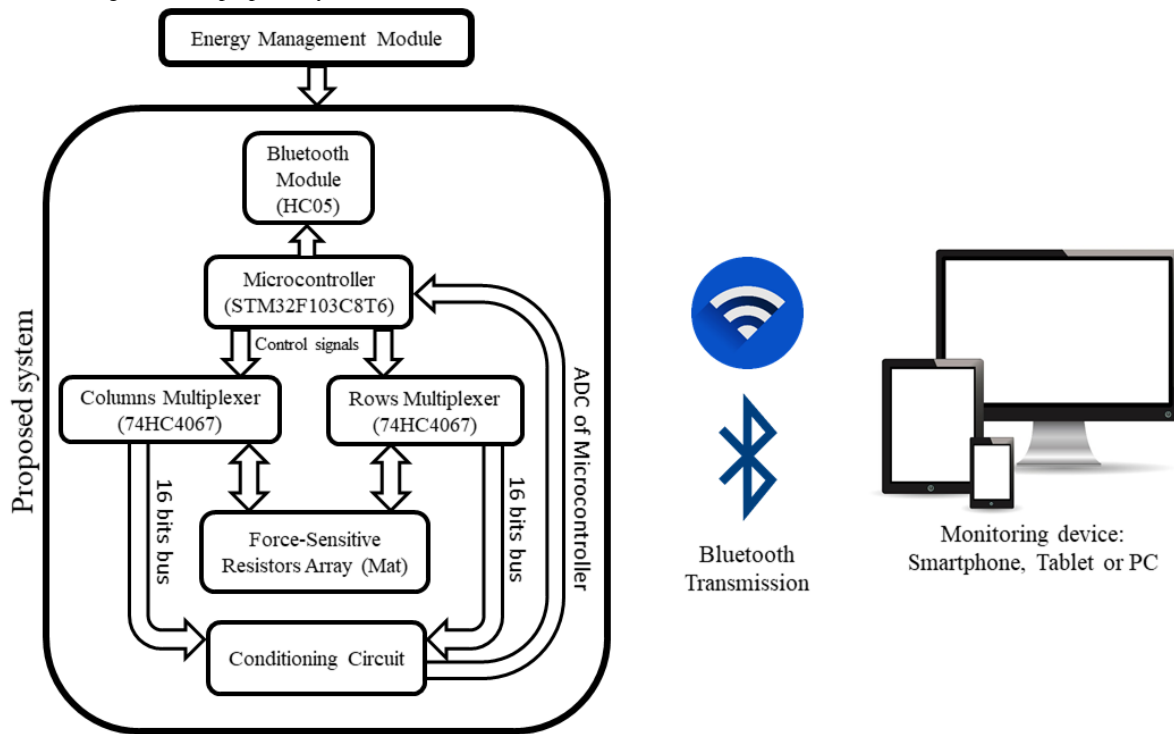 Energy Management Module
Proposed system
Bluetooth
Module
(HC05)
Microcontroller
(STM32F103C8T6)
Control signals
Columns Multiplexer
(74HC4067)
Rows Multiplexer
(74HC4067)
16 bits bus
16 bits bus
Force-Sensitive
Resistors Array (Mat)
Conditioning Circuit
ADC of Microcontroller
Bluetooth
Transmission
Monitoring device:
Smartphone, Tablet or PC